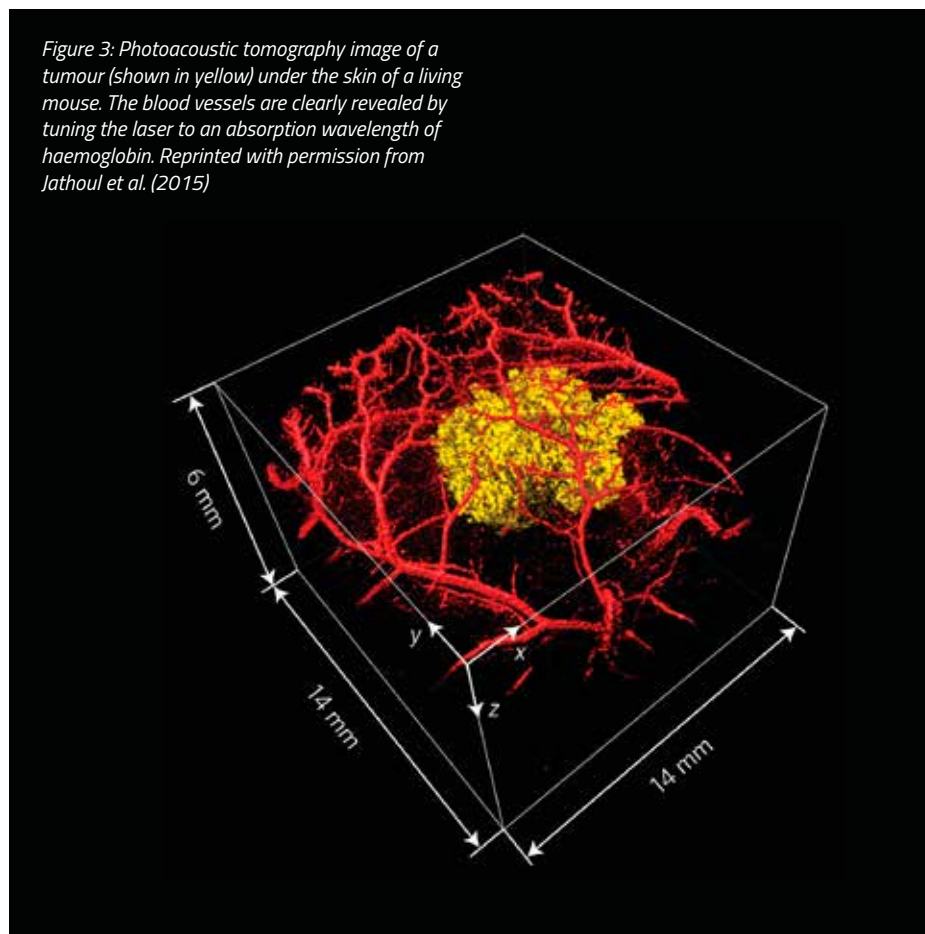 Figure 3: Photoacoustic tomography image of a
tumour (shown in yellow) under the skin of a living
mouse. The blood vessels are clearly revealed by
tuning the laser to an absorption wavelength of
haemoglobin. Reprinted with permission from
Jathoul et al. (2015)
6 mm
y
x
z
14 mm
14 mm